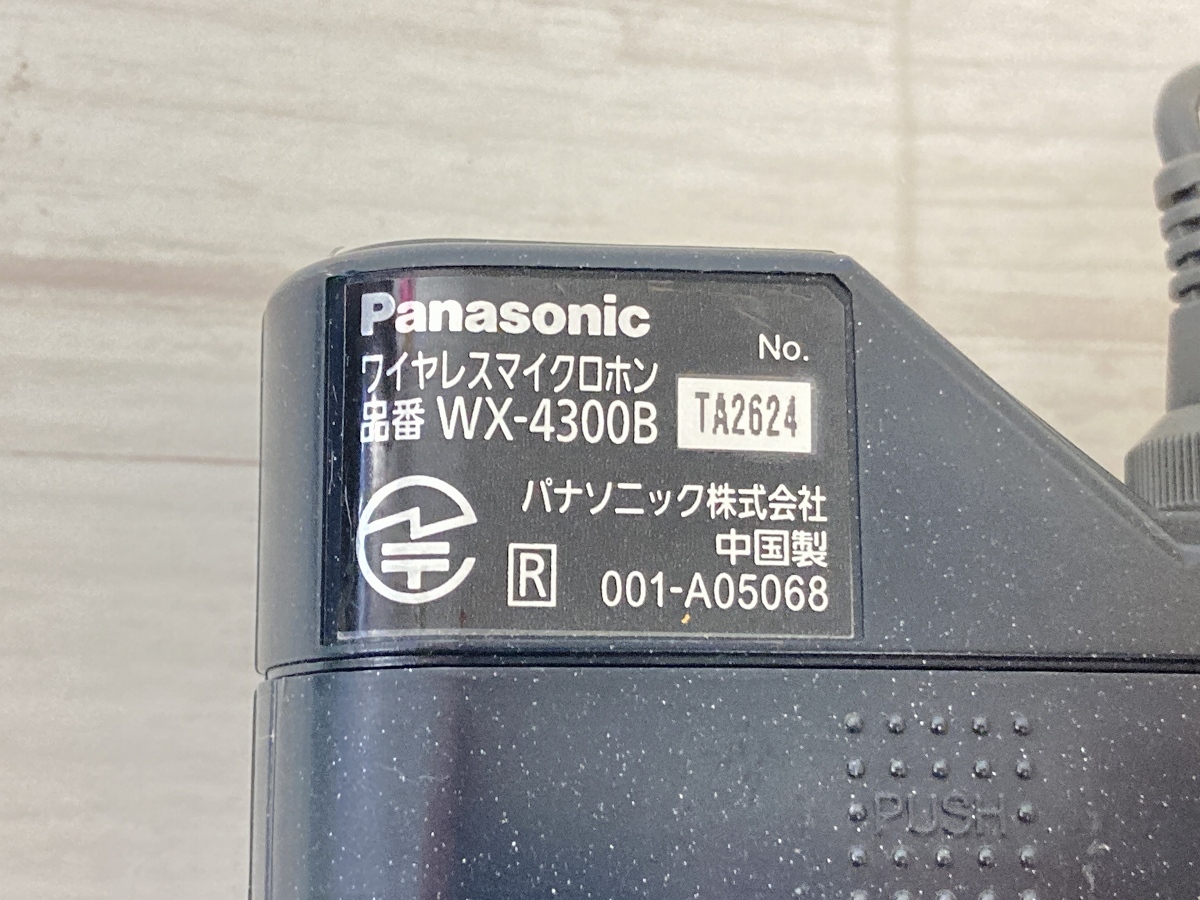 Panasonic
No.
ワイヤレスマイクロホン
品番 WX-4300B TA2624
パナソニック株式会社
中国製
R 001-A05068
PUSH